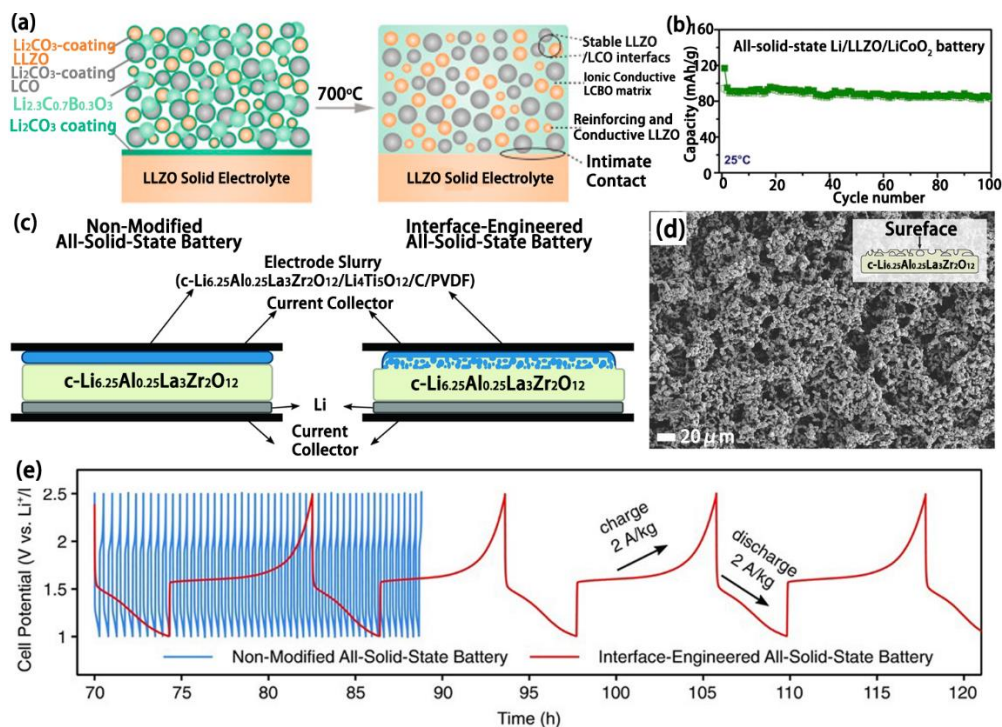 (a)
Li2CO3-coating
LLZO
Li2CO3-coating
LCO
Li2.3C0.7B0.3O3
Li2CO3 coating
LLZO Solid Electrolyte
700℃
Stable LLZO
/LCO interfacs
Ionic Conductive
LCBO matrix
Reinforcing and
Conductive LLZO
Intimate
Contact
LLZO Solid Electrolyte
(b)
Capacity (mAh/g)
160
120
80
40
0
All-solid-state Li/LLZO/LiCoO2 battery
25°C
0 20 40 60 80 100
Cycle number
(c)
Non-Modified
All-Solid-State Battery
Interface-Engineered
All-Solid-State Battery
Electrode Slurry
(c-Li6.25Al0.25La3Zr2O12/Li4Ti5O12/C/PVDF)
Current Collector
c-Li6.25Al0.25La3Zr2O12
c-Li6.25Al0.25La3Zr2O12
Li
Current
Collector
(d)
Sureface
c-Li6.25Al0.25La3Zr2O12
20μm
(e)
Cell Potential (V vs. Li+/l
2.5
2
1.5
1
charge
2 A/kg
discharge
2 A/kg
Non-Modified All-Solid-State Battery
Interface-Engineered All-Solid-State Battery
70 75 80 85 90 95 100 105 110 115 120
Time (h)